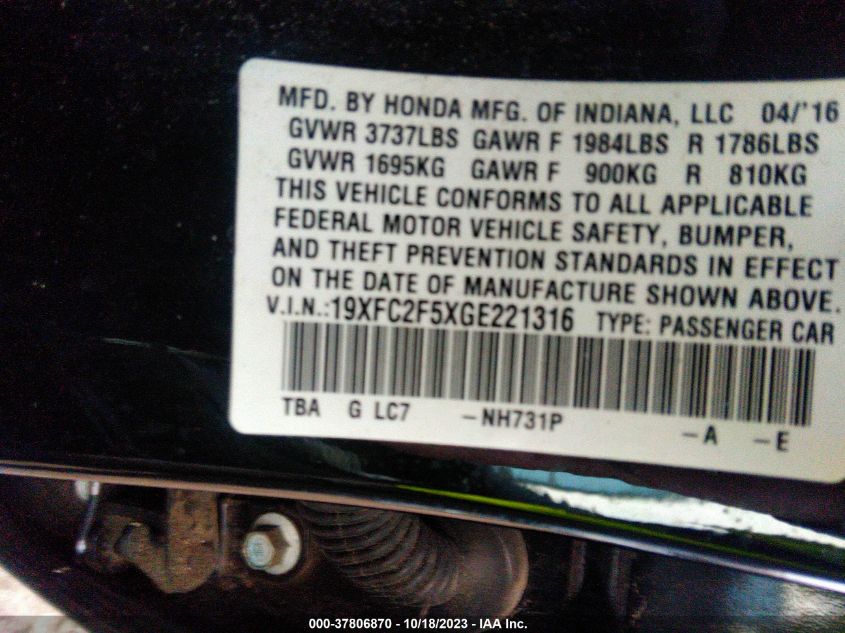 MFD. BY HONDA MFG. OF INDIANA, LLC 04/'16
GVWR 3737LBS GAWR F 1984LBS R 1786LBS
GVWR 1695KG GAWR F 900KG R 810KG
THIS VEHICLE CONFORMS TO ALL APPLICABLE
FEDERAL MOTOR VEHICLE SAFETY, BUMPER,
AND THEFT PREVENTION STANDARDS IN EFFECT
ON THE DATE OF MANUFACTURE SHOWN ABOVE.
V.I.N.:19XFC2F5XGE221316 TYPE: PASSENGER CAR
TBA G LC7 -NH731P -A -E
000-37806870 - 10/18/2023 - IAA Inc.